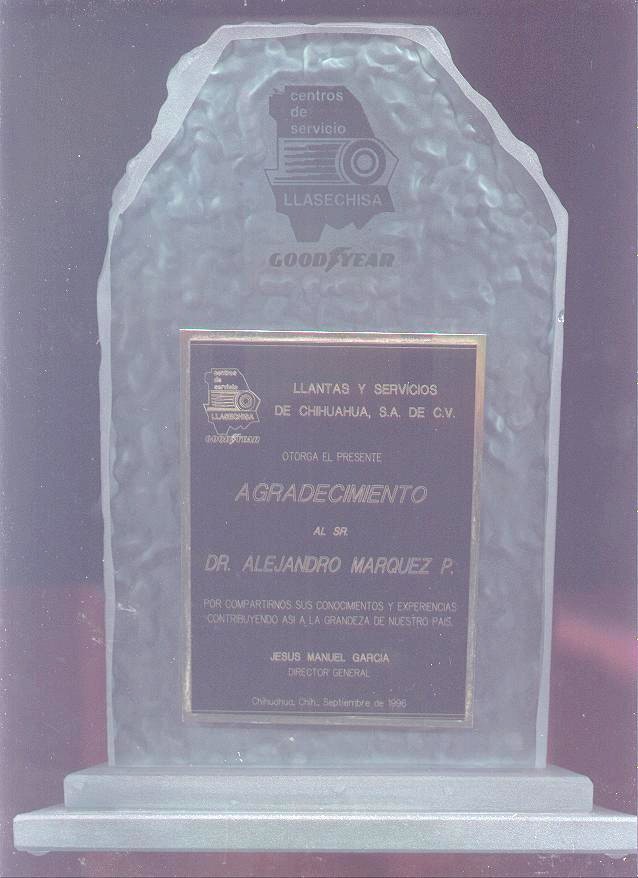 centros
de
servicio
LLASECHISA
GOODYEAR
centros
de
servicio
LLASECHISA
GOODYEAR
LLANTAS Y SERVÍCIOS
DE CHIHUAHUA, S.A. DE C.V.
OTORGA EL PRESENTE
AGRADECIMIENTO
AL SR.
DR. ALEJANDRO MARQUEZ P.
POR COMPARTIRNOS SUS CONOCIMIENTOS Y EXPERIENCIAS
CONTRIBUYENDO ASI A LA GRANDEZA DE NUESTRO PAIS.
JESUS MANUEL GARCIA
DIRECTOR GENERAL
Chihuahua, Chih., Septiembre de 1996